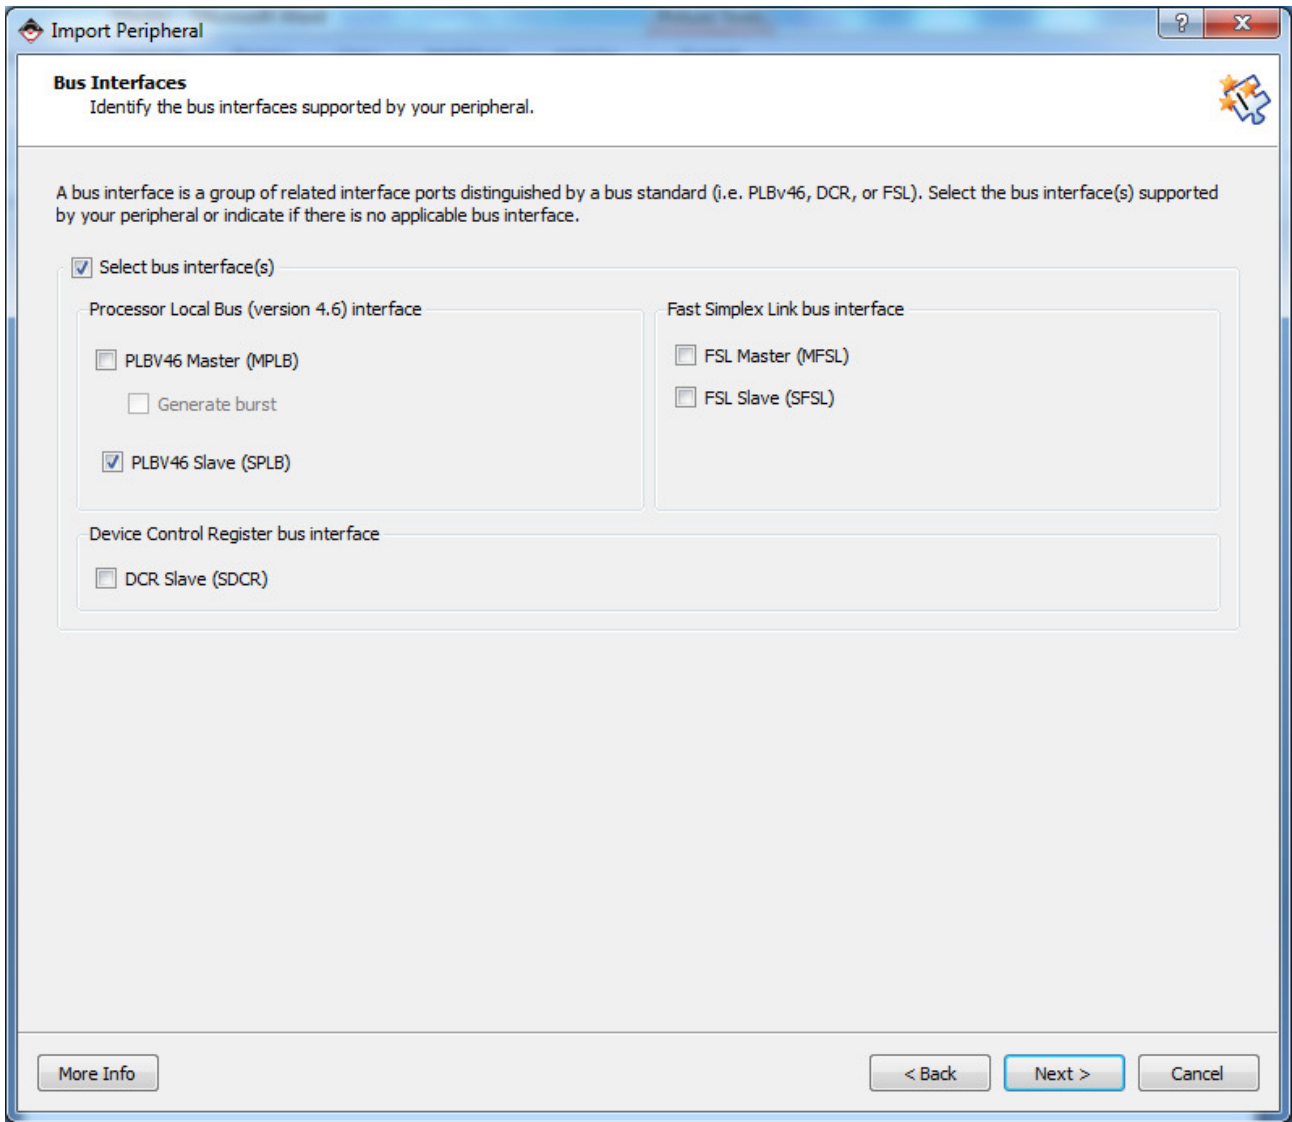 Import Peripheral
Bus Interfaces
Identify the bus interfaces supported by your peripheral.
A bus interface is a group of related interface ports distinguished by a bus standard (i.e. PLBv46, DCR, or FSL). Select the bus interface(s) supported
by your peripheral or indicate if there is no applicable bus interface.
Select bus interface(s)
Processor Local Bus (version 4.6) interface
PLBV46 Master (MPLB)
Generate burst
PLBV46 Slave (SPLB)
Fast Simplex Link bus interface
FSL Master (MFSL)
FSL Slave (SFSL)
Device Control Register bus interface
DCR Slave (SDCR)
More Info
< Back
Next >
Cancel